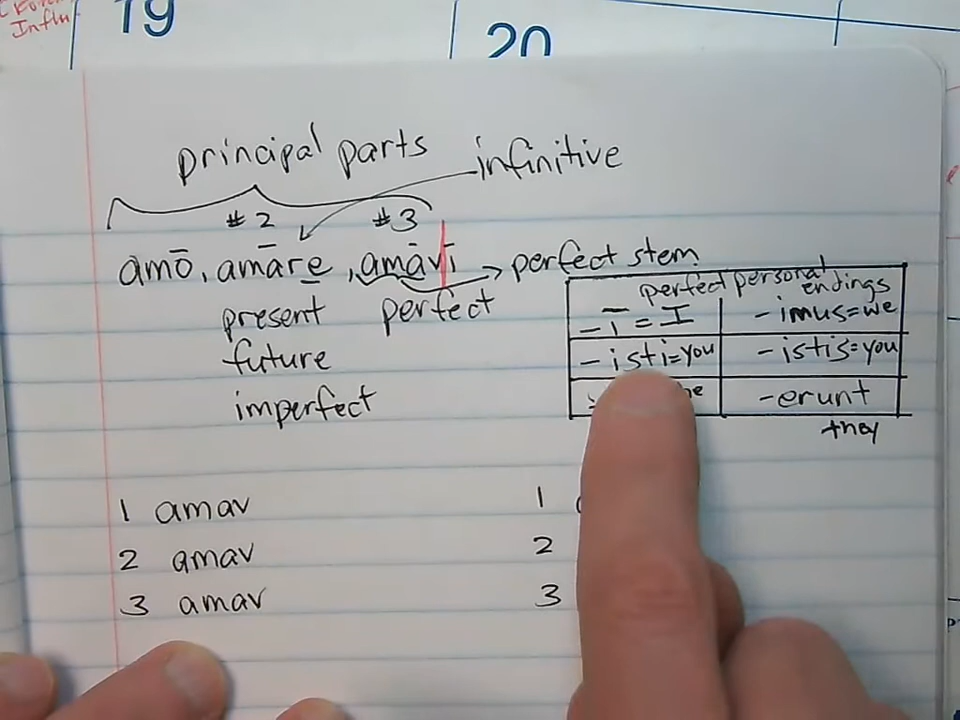 19
20
principal parts
infinitive
#2 #3
amō, amāre, amāvī
perfect stem
present perfect
future
imperfect
perfect personal endings
-ī = I -imus=we
-isti=you -istis=you
-erunt
they
1 amav 1
2 amav 2
3 amav 3